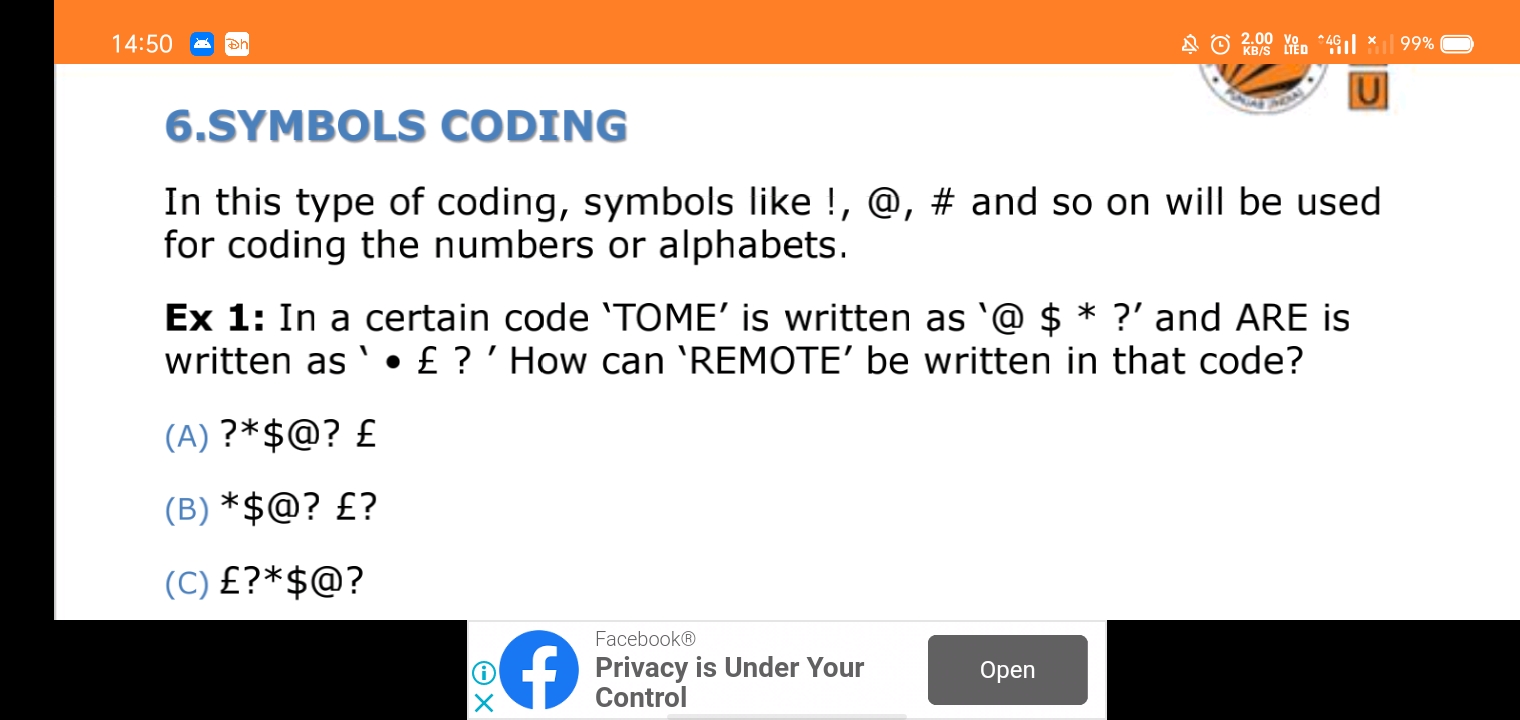 14:50
2.00 KB/S
Vo LTE
4G
99%
U
PUNJAB (INDIA)
6.SYMBOLS CODING
In this type of coding, symbols like !, @, # and so on will be used
for coding the numbers or alphabets.
Ex 1: In a certain code ‘TOME’ is written as ‘@ $ * ?’ and ARE is
written as ‘ • £ ? ’ How can ‘REMOTE’ be written in that code?
(A) ?*$@? £
(B) *$@? £?
(C) £?*$@?
Facebook®
Privacy is Under Your
Control
Open